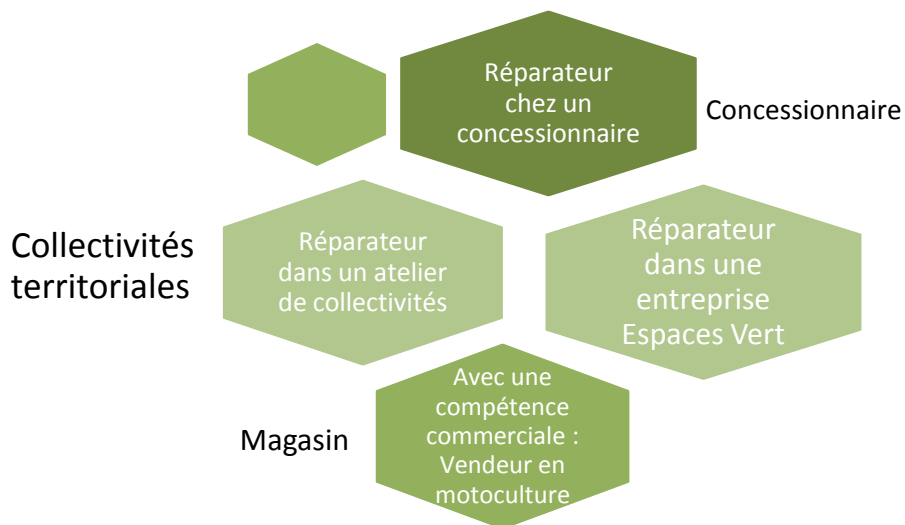 Réparateur
chez un
concessionnaire
Concessionnaire
Collectivités
territoriales
Réparateur
dans un atelier
de collectivités
Réparateur
dans une
entreprise
Espaces Vert
Magasin
Avec une
compétence
commerciale :
Vendeur en
motoculture